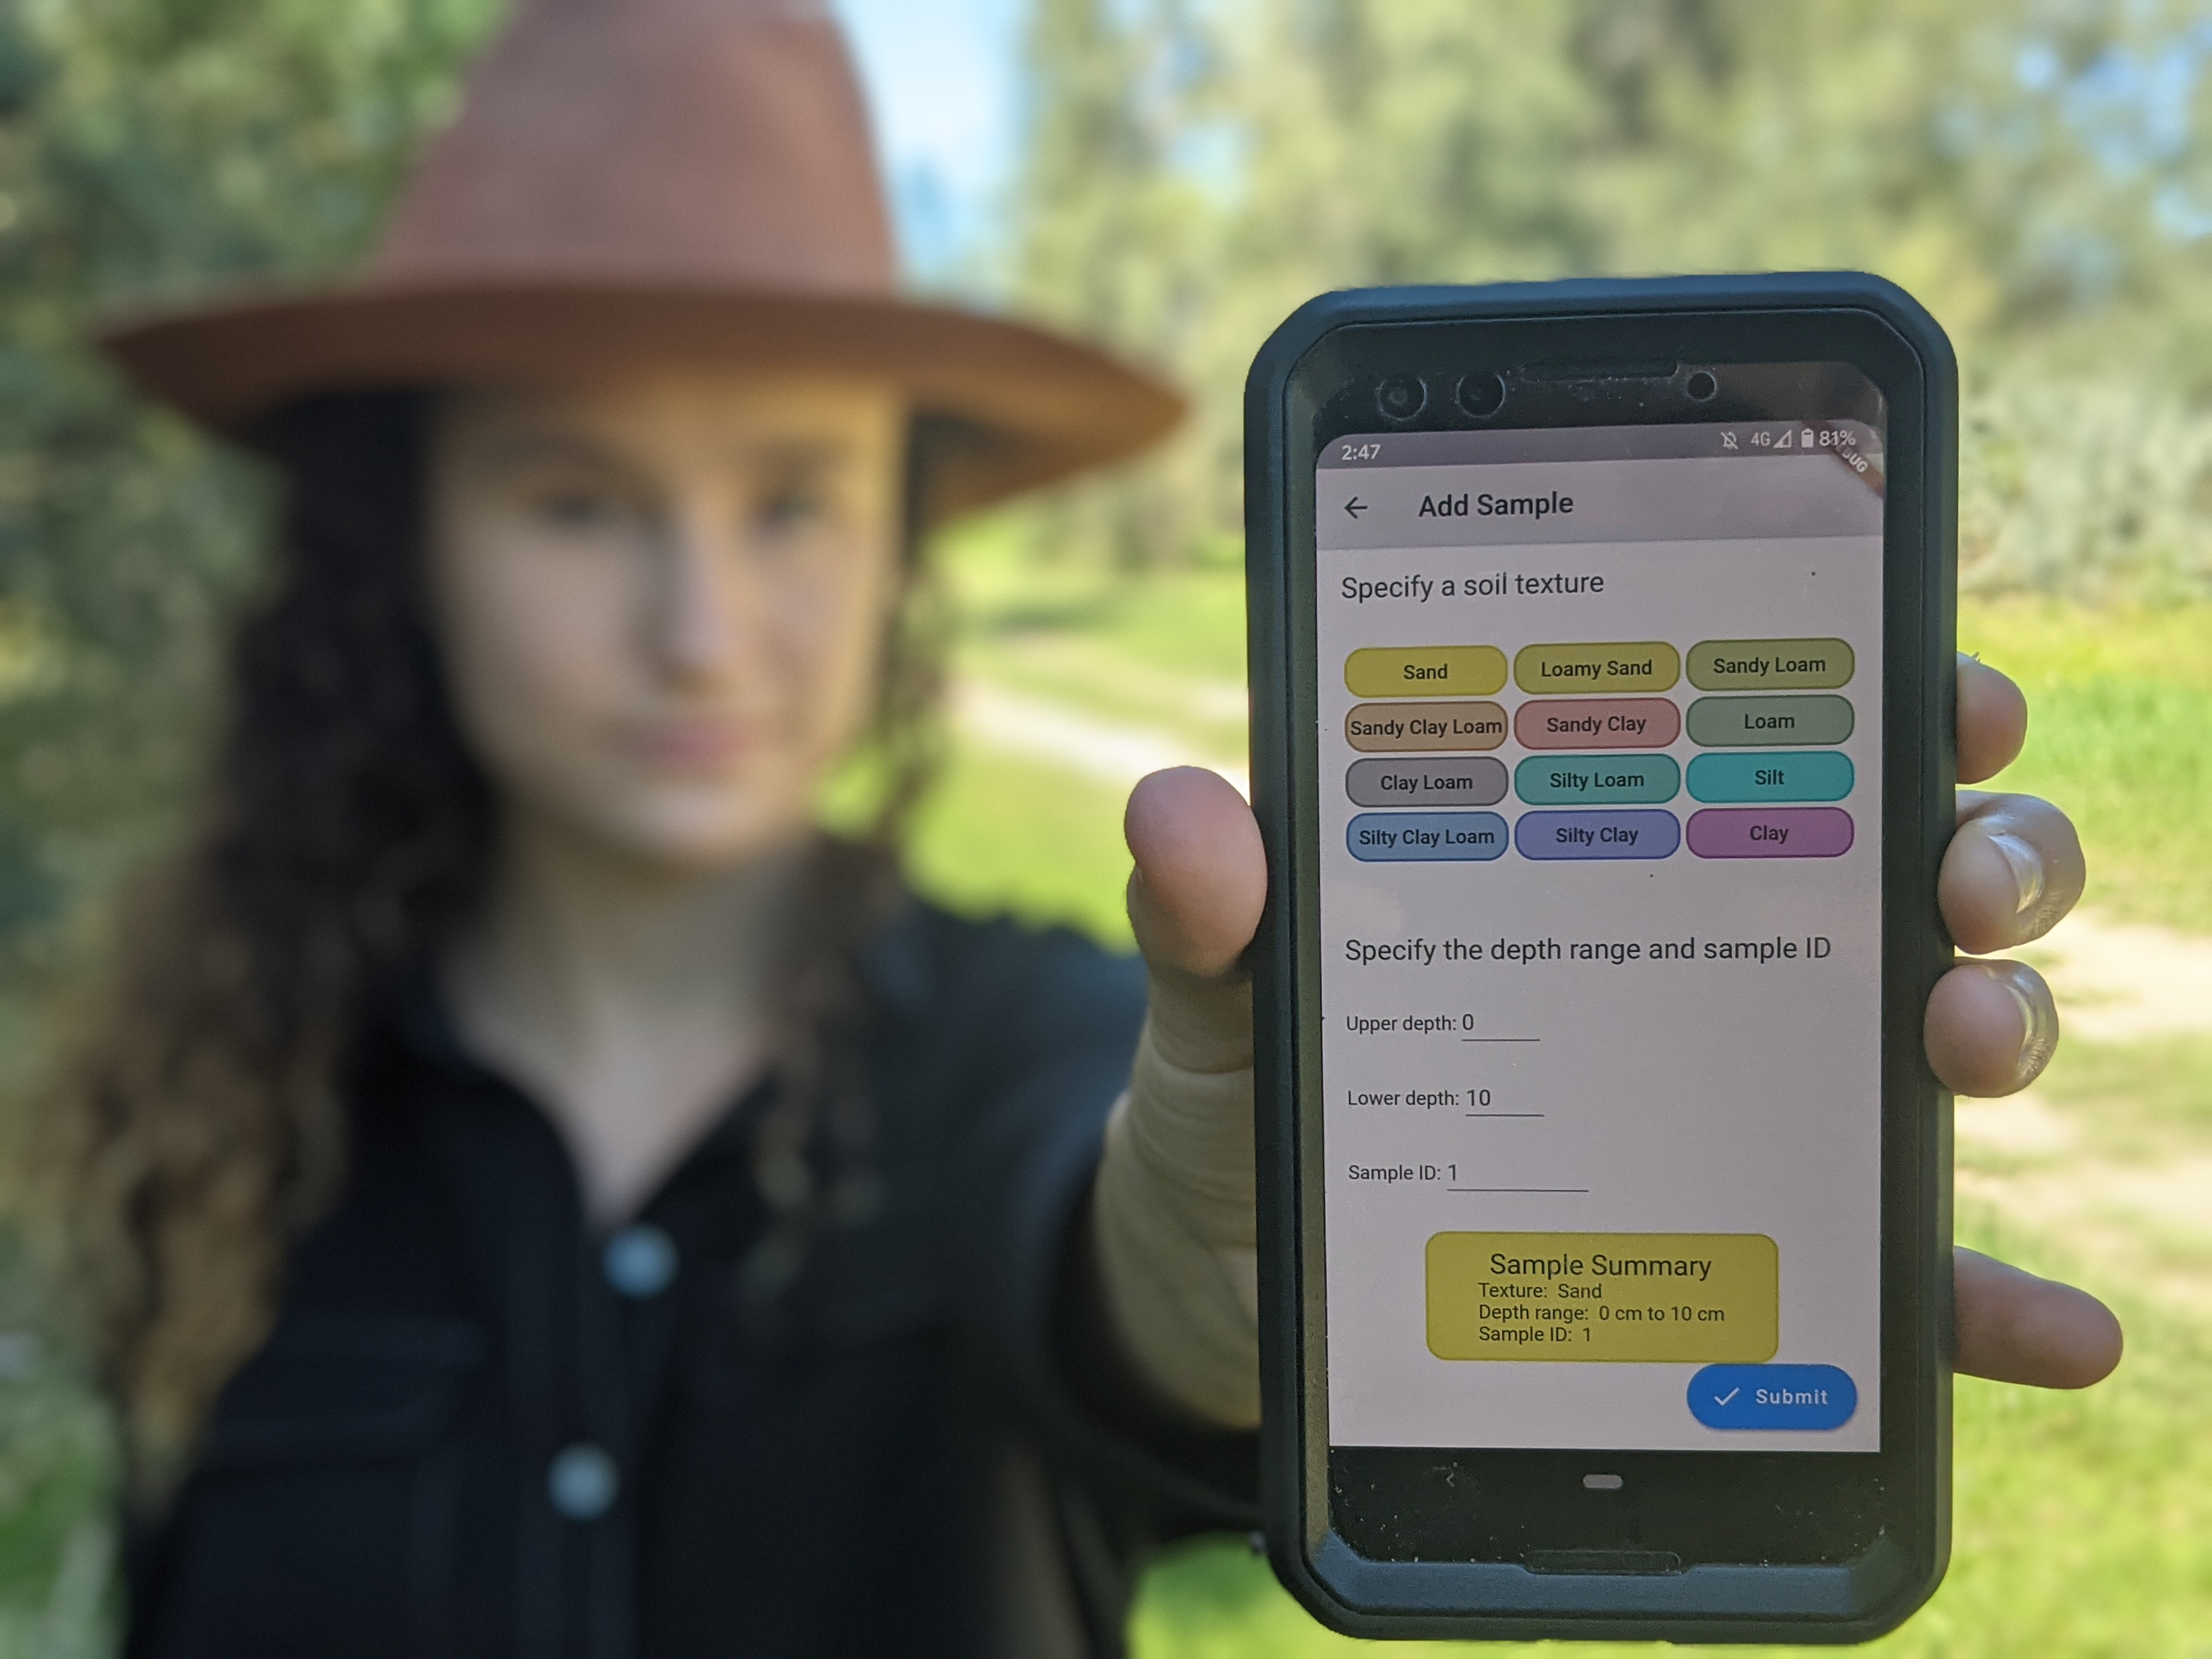 2:47 4G 81%
Add Sample
Specify a soil texture
Sand Loamy Sand Sandy Loam
Sandy Clay Loam Sandy Clay Loam
Clay Loam Silty Loam Silt
Silty Clay Loam Silty Clay Clay
Specify the depth range and sample ID
Upper depth: 0
Lower depth: 10
Sample ID: 1
Sample Summary
Texture: Sand
Depth range: 0 cm to 10 cm
Sample ID: 1
Submit